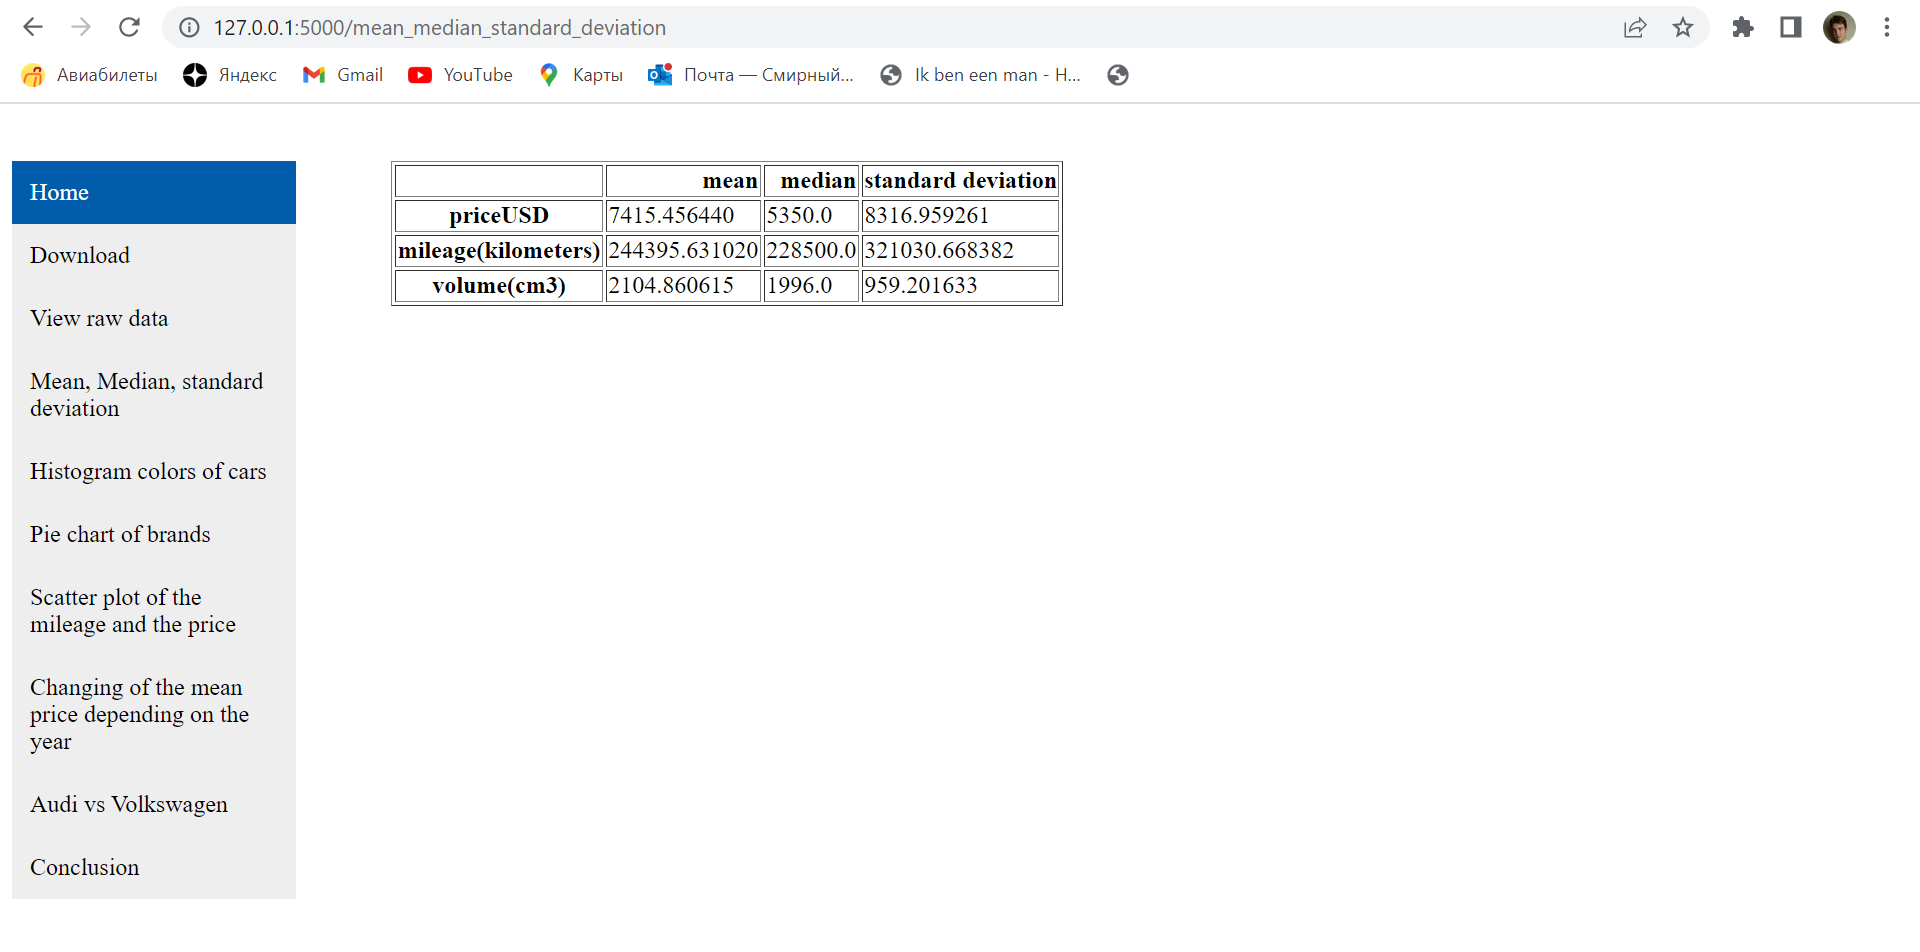 127.0.0.1:5000/mean_median_standard_deviation
Авиабилеты Яндекс Gmail YouTube Карты Почта — Смирный... Ik ben een man - H...
Home
Download
View raw data
Mean, Median, standard
deviation
Histogram colors of cars
Pie chart of brands
Scatter plot of the
mileage and the price
Changing of the mean
price depending on the
year
Audi vs Volkswagen
Conclusion
mean median standard deviation
priceUSD 7415.456440 5350.0 8316.959261
mileage(kilometers) 244395.631020 228500.0 321030.668382
volume(cm3) 2104.860615 1996.0 959.201633